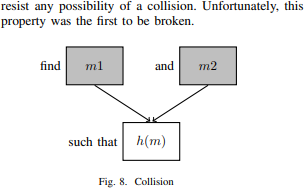 resist any possibility of a collision. Unfortunately, this
property was the first to be broken.
find m1 and m2
such that h(m)
Fig. 8. Collision